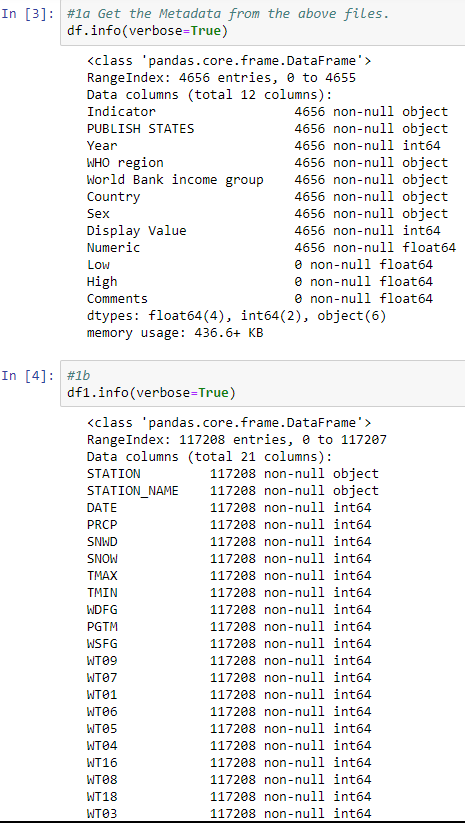 In [3]: #1a Get the Metadata from the above files.
df.info(verbose=True)
<class 'pandas.core.frame.DataFrame'>
RangeIndex: 4656 entries, 0 to 4655
Data columns (total 12 columns):
Indicator                4656 non-null object
PUBLISH STATES           4656 non-null object
Year                     4656 non-null int64
WHO region               4656 non-null object
World Bank income group  4656 non-null object
Country                  4656 non-null object
Sex                      4656 non-null object
Display Value            4656 non-null int64
Numeric                  4656 non-null float64
Low                      0 non-null float64
High                     0 non-null float64
Comments                 0 non-null float64
dtypes: float64(4), int64(2), object(6)
memory usage: 436.6+ KB
In [4]: #1b
df1.info(verbose=True)
<class 'pandas.core.frame.DataFrame'>
RangeIndex: 117208 entries, 0 to 117207
Data columns (total 21 columns):
STATION         117208 non-null object
STATION_NAME    117208 non-null object
DATE            117208 non-null int64
PRCP            117208 non-null int64
SNWD            117208 non-null int64
SNOW            117208 non-null int64
TMAX            117208 non-null int64
TMIN            117208 non-null int64
WDFG            117208 non-null int64
PGTM            117208 non-null int64
WSFG            117208 non-null int64
WT09            117208 non-null int64
WT07            117208 non-null int64
WT01            117208 non-null int64
WT06            117208 non-null int64
WT05            117208 non-null int64
WT04            117208 non-null int64
WT16            117208 non-null int64
WT08            117208 non-null int64
WT18            117208 non-null int64
WT03            117208 non-null int64